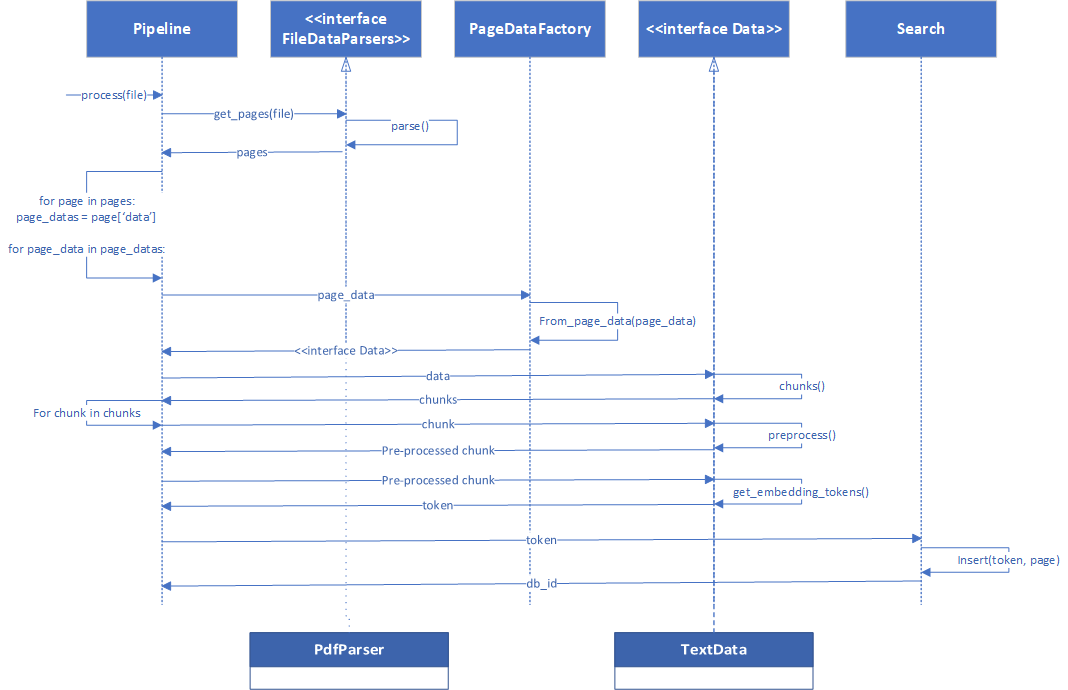 Pipeline
<<interface
FileDataParsers>>
PageDataFactory
<<interface Data>>
Search
process(file)
get_pages(file)
parse()
pages
for page in pages:
page_datas = page[‘data’]
for page_data in page_datas:
page_data
From_page_data(page_data)
<<interface Data>>
data
chunks()
chunks
For chunk in chunks
chunk
preprocess()
Pre-processed chunk
Pre-processed chunk
get_embedding_tokens()
token
token
Insert(token, page)
db_id
PdfParser
TextData